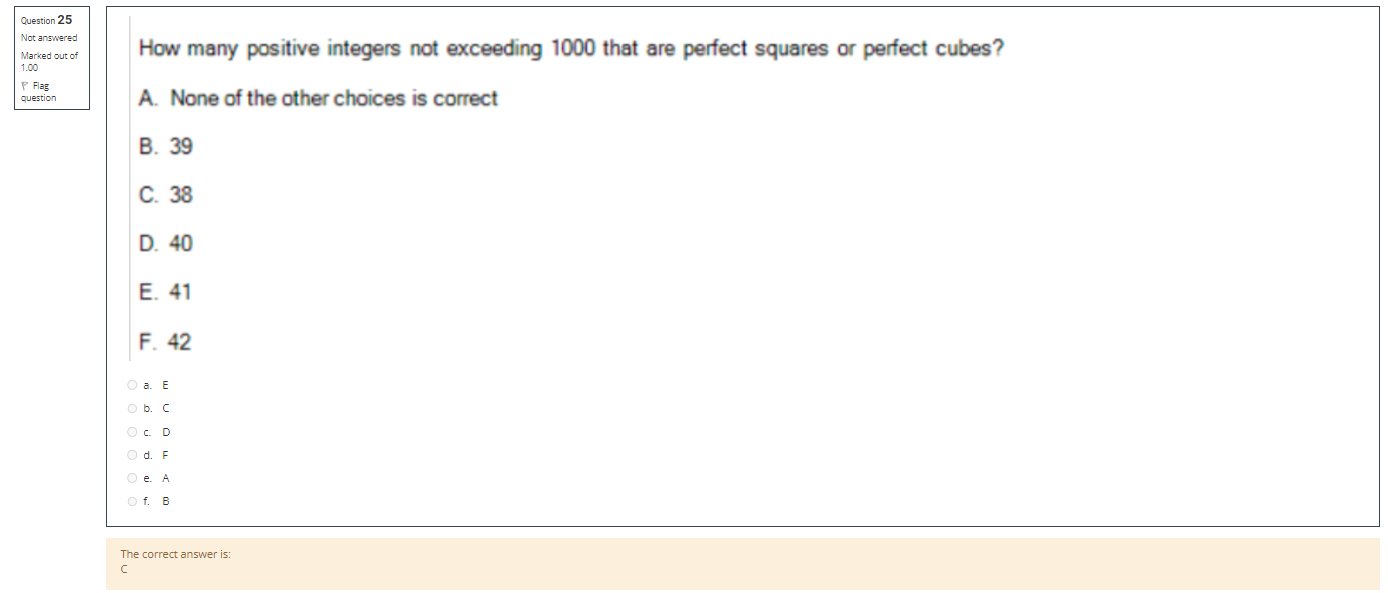 Question 25
Not answered
Marked out of
1.00
Flag
question
How many positive integers not exceeding 1000 that are perfect squares or perfect cubes?
A. None of the other choices is correct
B. 39
C. 38
D. 40
E. 41
F. 42
a. E
b. C
c. D
d. F
e. A
f. B
The correct answer is:
C